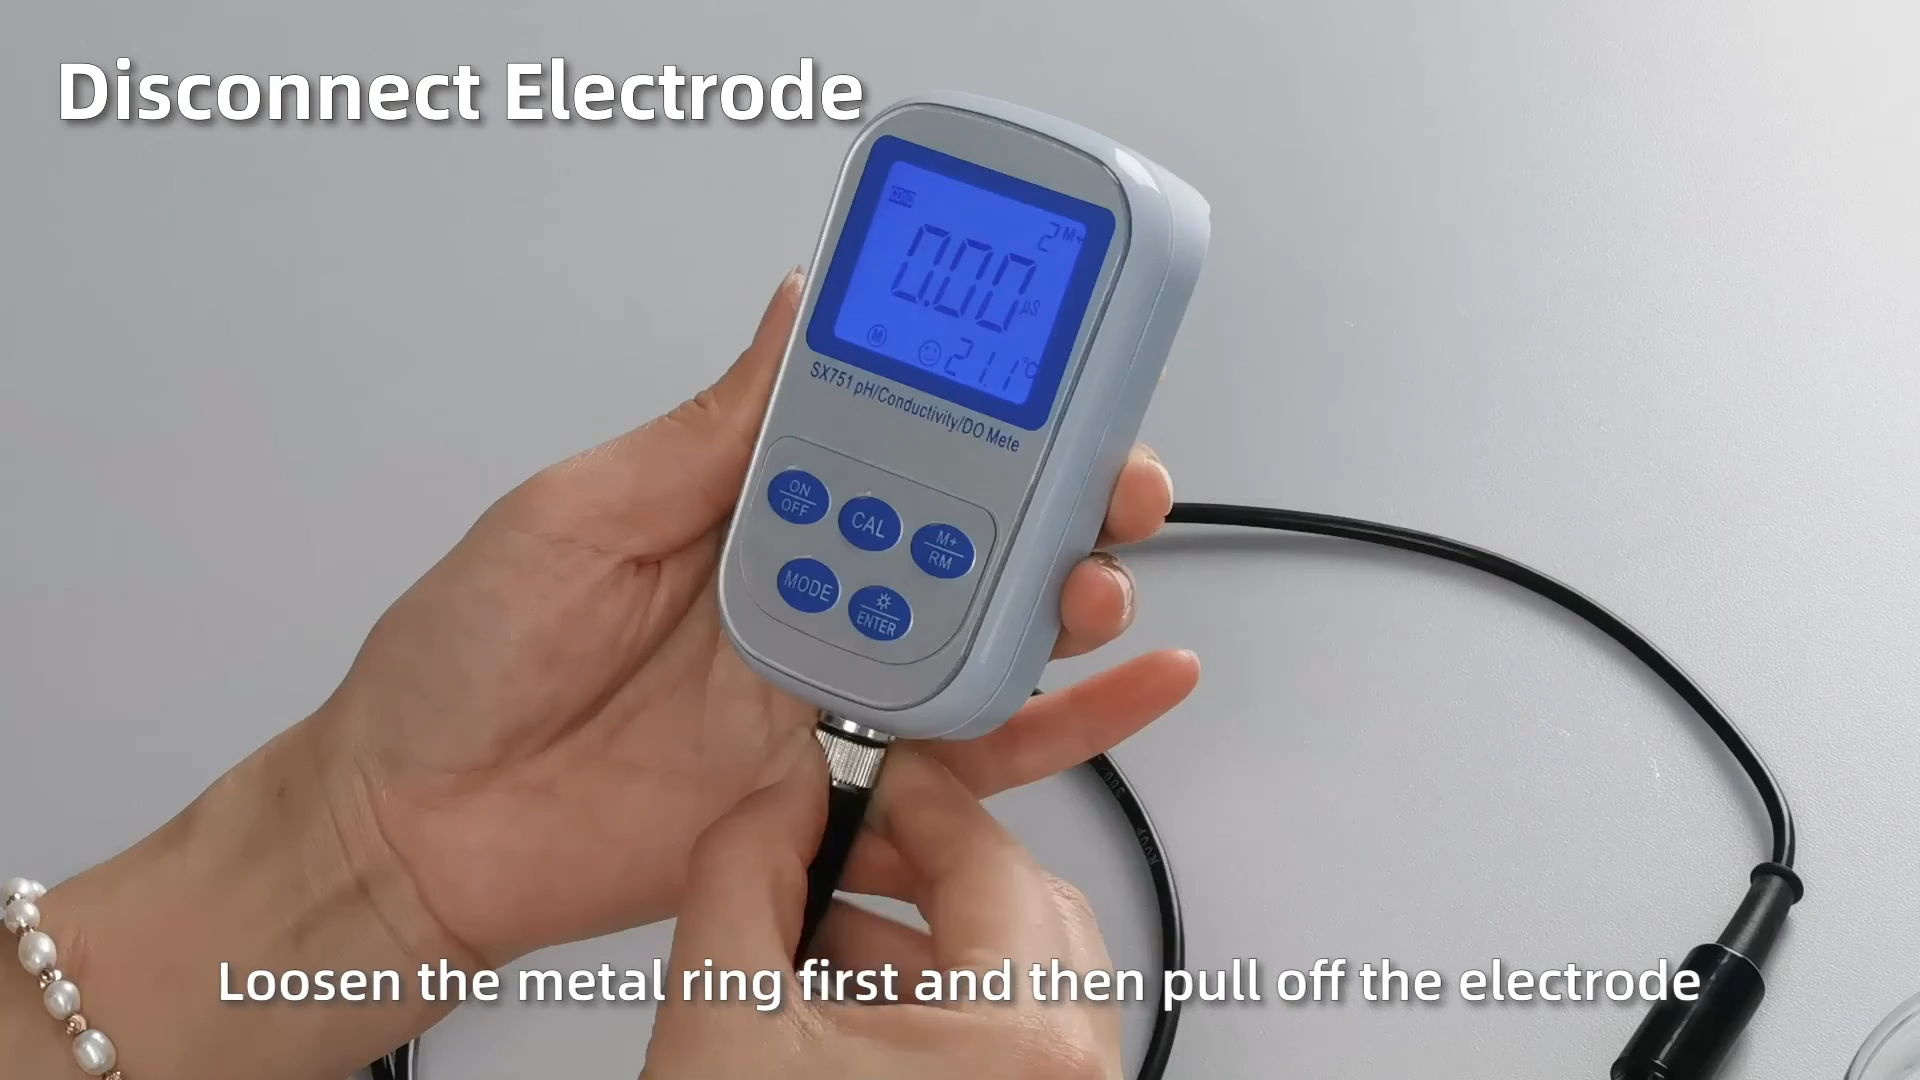 Disconnect Electrode
COND
2 M+
0.00 µS
M 21.1 °C
SX751 pH/Conductivity/DO Mete
ON
OFF
CAL
M+
RM
MODE
ENTER
Loosen the metal ring first and then pull off the electrode